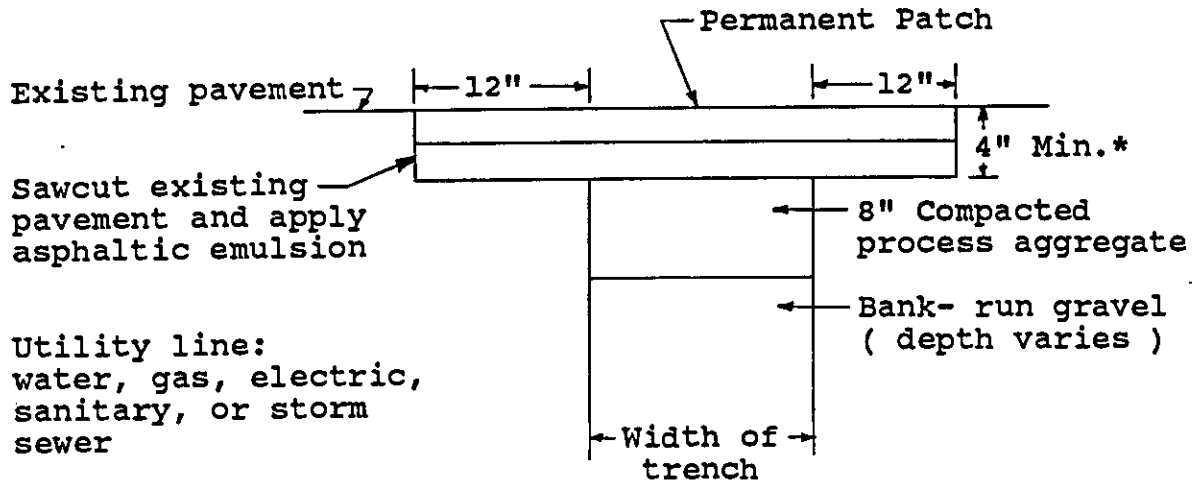 Permanent Patch
Existing pavement
12"
12"
4" Min.*
Sawcut existing
pavement and apply
asphaltic emulsion
8" Compacted
process aggregate
Bank- run gravel
( depth varies )
Utility line:
water, gas, electric,
sanitary, or storm
sewer
Width of
trench